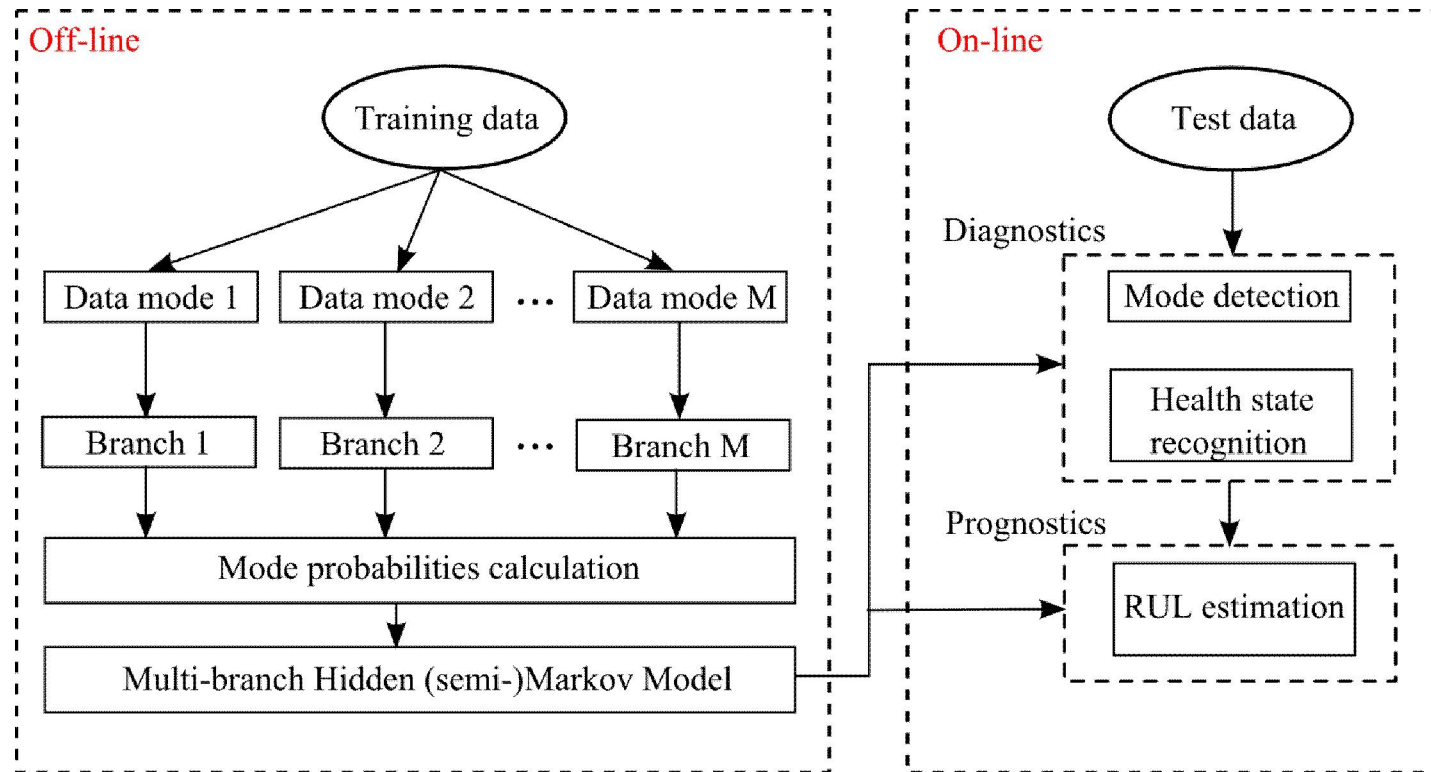 Off-line
Training data
Data mode 1
Data mode 2
...
Data mode M
Branch 1
Branch 2
...
Branch M
Mode probabilities calculation
Multi-branch Hidden (semi-)Markov Model
On-line
Test data
Diagnostics
Mode detection
Health state
recognition
Prognostics
RUL estimation